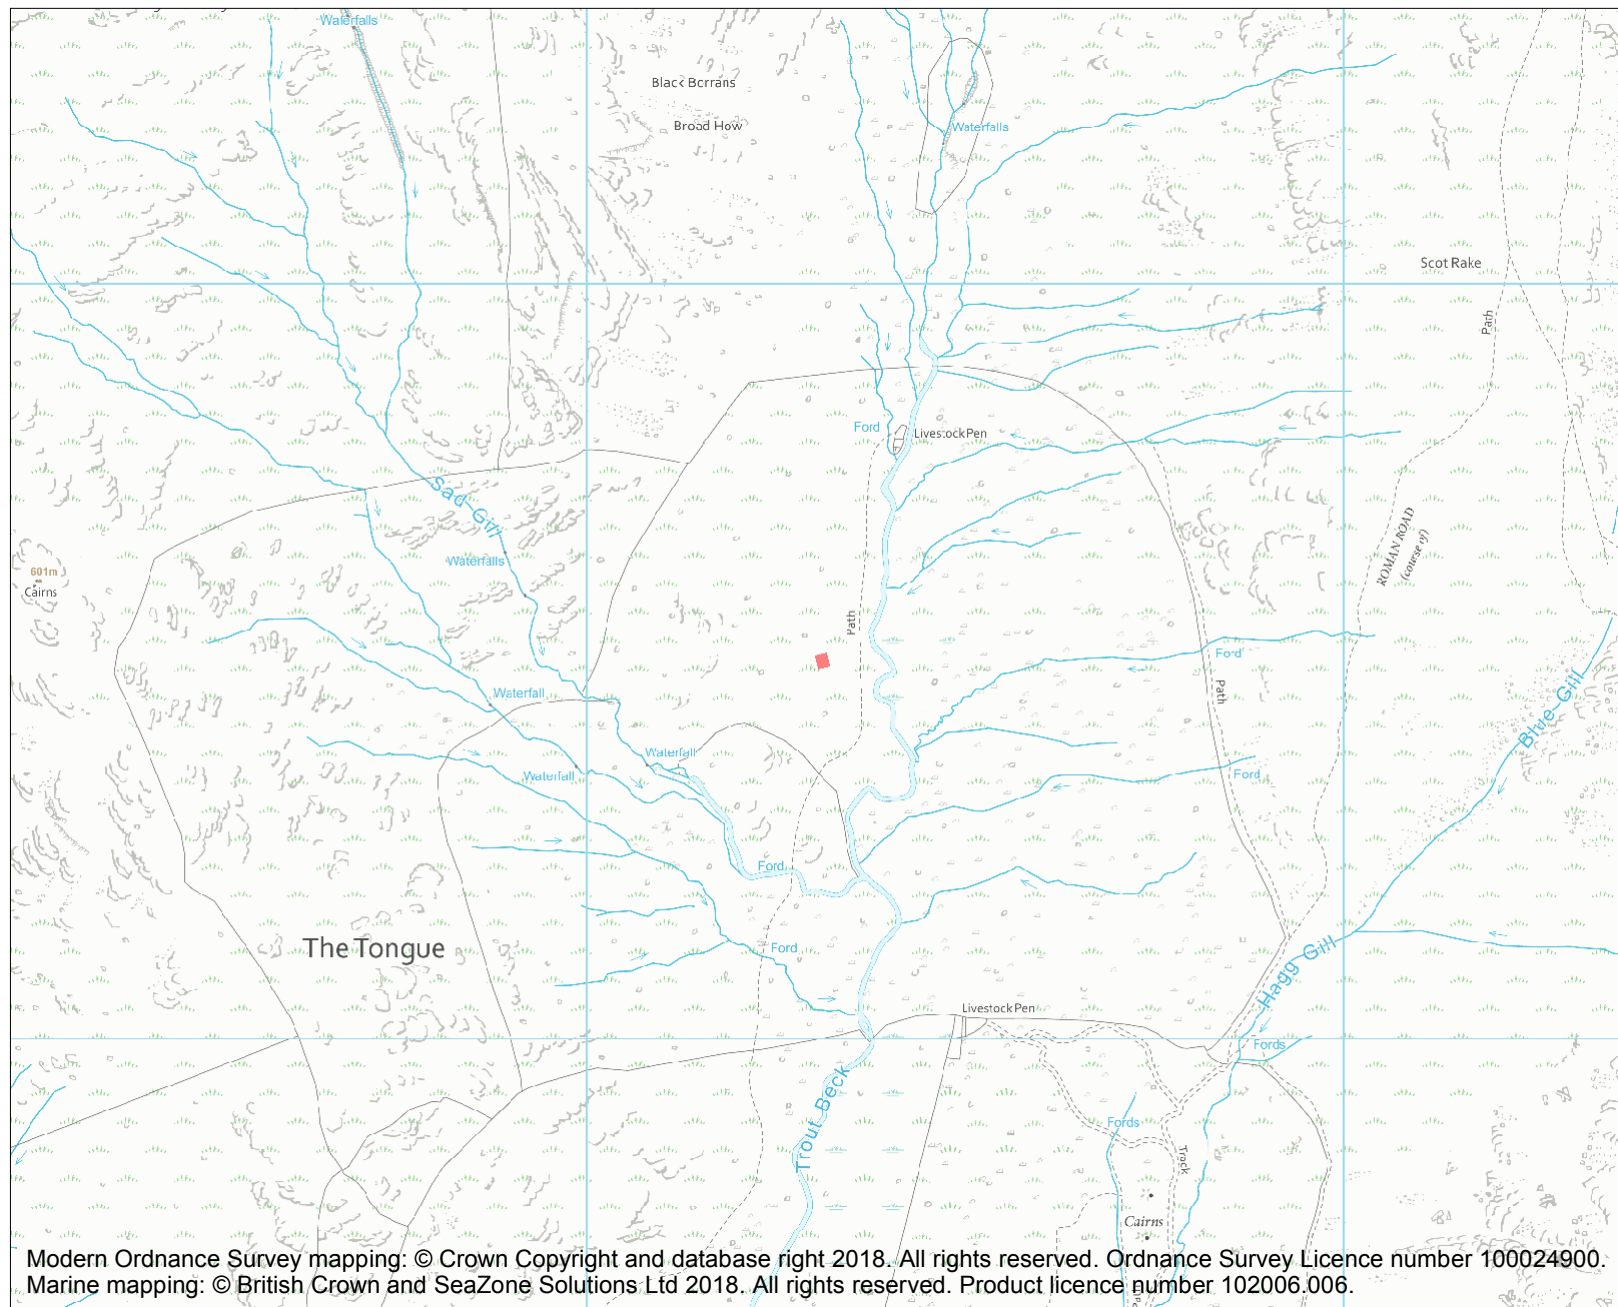 Waterfalls
Black Borrans
Broad How
Waterfalls
Scot Rake
Path
Ford
Livestock Pen
Sad Gill
Waterfalls
ROMAN ROAD
(course of)
601m
Cairns
Path
Ford
Path
Blue Gill
Waterfall
Waterfall
Waterfall
Ford
Ford
The Tongue
Ford
Hagg Gill
Livestock Pen
Fords
Trout Beck
Fords
Track
Cairns
Modern Ordnance Survey mapping: © Crown Copyright and database right 2018. All rights reserved. Ordnance Survey Licence number 100024900.
Marine mapping: © British Crown and SeaZone Solutions Ltd 2018. All rights reserved. Product licence number 102006.006.